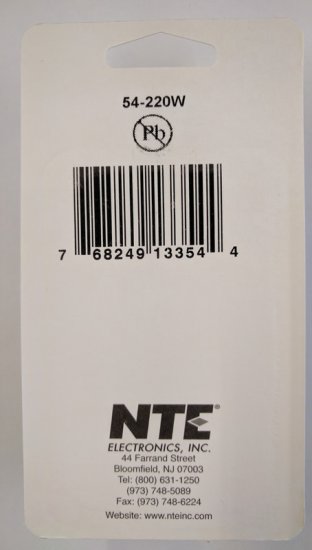 54-220W
Pb
7 68249 13354 4
NTE®
ELECTRONICS, INC.
44 Farrand Street
Bloomfield, NJ 07003
Tel: (800) 631-1250
(973) 748-5089
Fax: (973) 748-6224
Website: www.nteinc.com